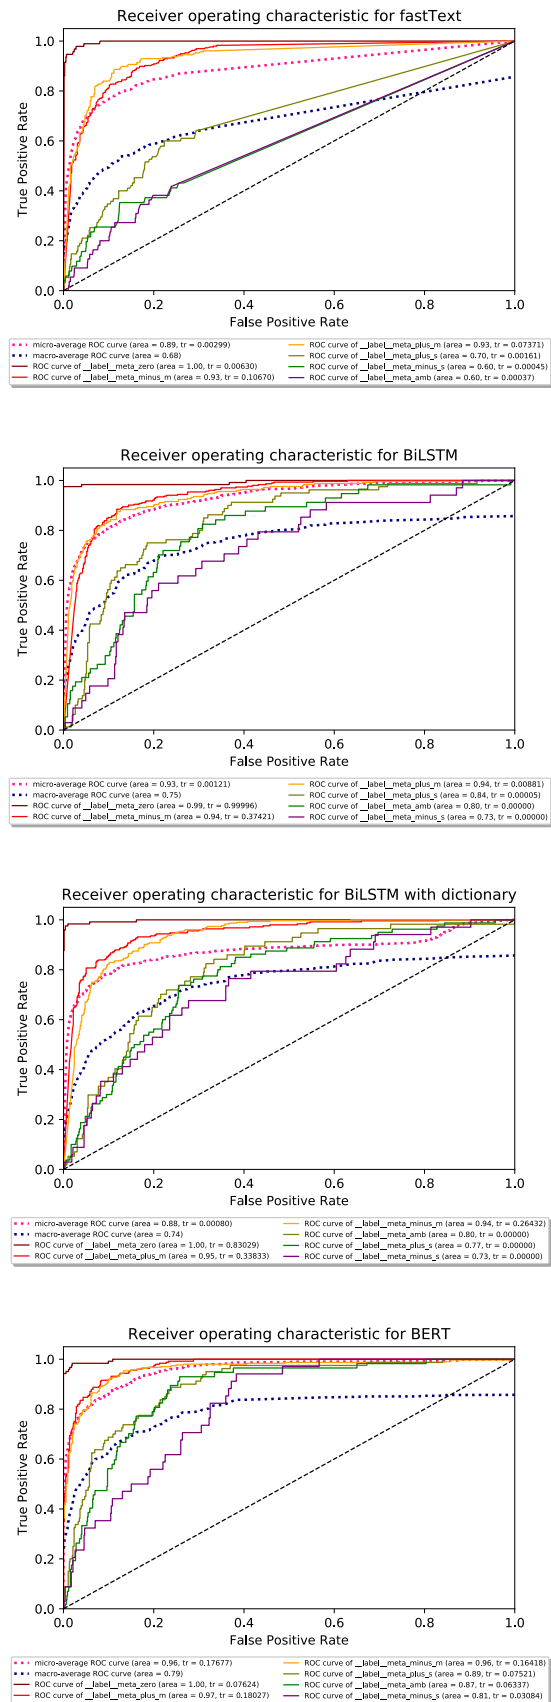 Receiver operating characteristic for fastText
1.0
0.8
0.6
0.4
0.2
0.0
True Positive Rate
0.0 0.2 0.4 0.6 0.8 1.0
False Positive Rate
micro-average ROC curve (area = 0.89, tr = 0.00299)
macro-average ROC curve (area = 0.68)
ROC curve of __label__meta_zero (area = 1.00, tr = 0.00630)
ROC curve of __label__meta_minus_m (area = 0.93, tr = 0.10670)
ROC curve of __label__meta_plus_m (area = 0.93, tr = 0.07371)
ROC curve of __label__meta_plus_s (area = 0.70, tr = 0.00161)
ROC curve of __label__meta_minus_s (area = 0.60, tr = 0.00045)
ROC curve of __label__meta_amb (area = 0.60, tr = 0.00037)
Receiver operating characteristic for BiLSTM
1.0
0.8
0.6
0.4
0.2
0.0
True Positive Rate
0.0 0.2 0.4 0.6 0.8 1.0
False Positive Rate
micro-average ROC curve (area = 0.93, tr = 0.00121)
macro-average ROC curve (area = 0.75)
ROC curve of __label__meta_zero (area = 0.99, tr = 0.99996)
ROC curve of __label__meta_minus_m (area = 0.94, tr = 0.37421)
ROC curve of __label__meta_plus_m (area = 0.94, tr = 0.00881)
ROC curve of __label__meta_plus_s (area = 0.84, tr = 0.00005)
ROC curve of __label__meta_amb (area = 0.80, tr = 0.00000)
ROC curve of __label__meta_minus_s (area = 0.73, tr = 0.00000)
Receiver operating characteristic for BiLSTM with dictionary
1.0
0.8
0.6
0.4
0.2
0.0
True Positive Rate
0.0 0.2 0.4 0.6 0.8 1.0
False Positive Rate
micro-average ROC curve (area = 0.88, tr = 0.00080)
macro-average ROC curve (area = 0.74)
ROC curve of __label__meta_zero (area = 1.00, tr = 0.83029)
ROC curve of __label__meta_plus_m (area = 0.95, tr = 0.33833)
ROC curve of __label__meta_minus_m (area = 0.94, tr = 0.26432)
ROC curve of __label__meta_amb (area = 0.80, tr = 0.00000)
ROC curve of __label__meta_plus_s (area = 0.77, tr = 0.00000)
ROC curve of __label__meta_minus_s (area = 0.73, tr = 0.00000)
Receiver operating characteristic for BERT
1.0
0.8
0.6
0.4
0.2
0.0
True Positive Rate
0.0 0.2 0.4 0.6 0.8 1.0
False Positive Rate
micro-average ROC curve (area = 0.96, tr = 0.17677)
macro-average ROC curve (area = 0.79)
ROC curve of __label__meta_zero (area = 1.00, tr = 0.07624)
ROC curve of __label__meta_plus_m (area = 0.97, tr = 0.18027)
ROC curve of __label__meta_minus_m (area = 0.96, tr = 0.16418)
ROC curve of __label__meta_plus_s (area = 0.89, tr = 0.07521)
ROC curve of __label__meta_amb (area = 0.87, tr = 0.06337)
ROC curve of __label__meta_minus_s (area = 0.81, tr = 0.03084)